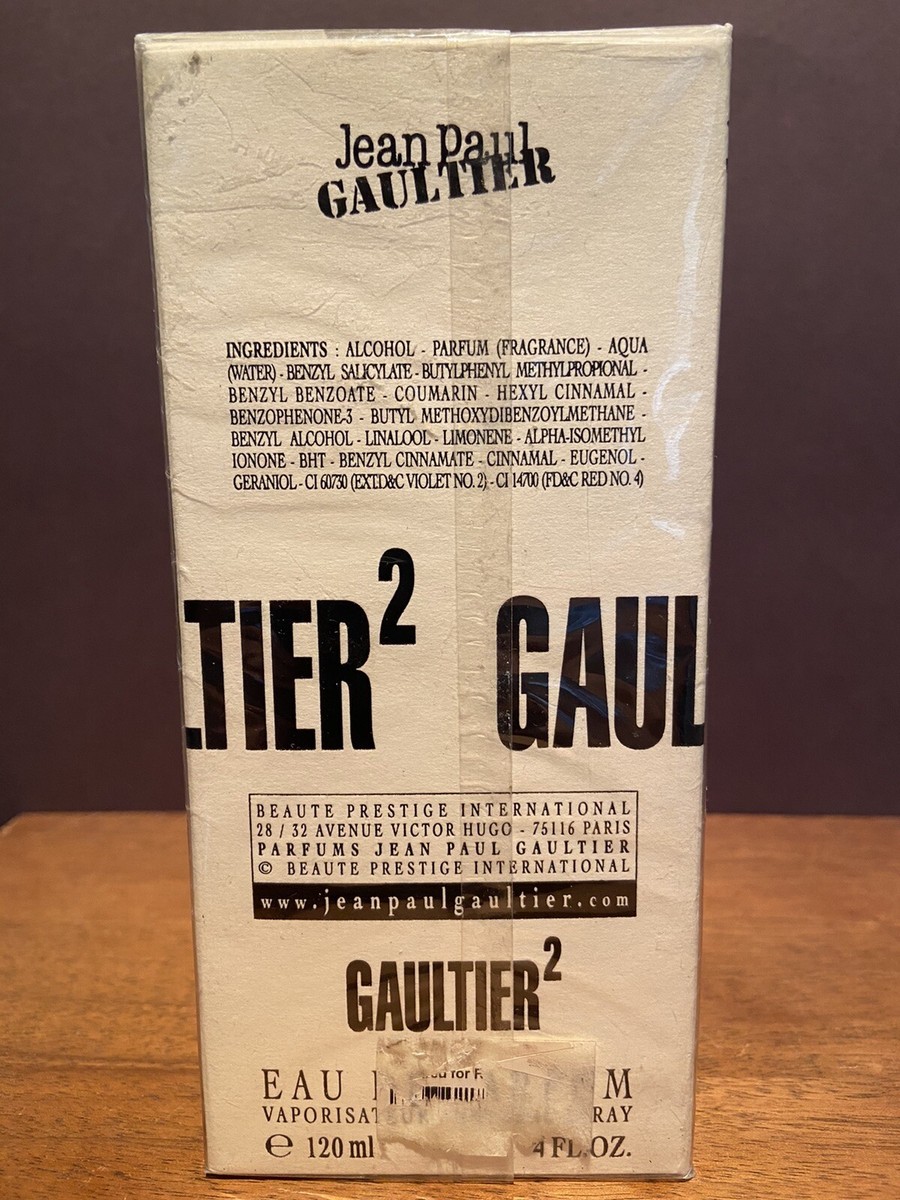 Jean Paul
GAULTIER
INGREDIENTS : ALCOHOL - PARFUM (FRAGRANCE) - AQUA
(WATER) - BENZYL SALICYLATE - BUTYLPHENYL METHYLPROPIONAL -
BENZYL BENZOATE - COUMARIN - HEXYL CINNAMAL -
BENZOPHENONE-3 - BUTYL METHOXYDIBENZOYLMETHANE -
BENZYL ALCOHOL - LINALOOL - LIMONENE - ALPHA-ISOMETHYL
IONONE - BHT - BENZYL CINNAMATE - CINNAMAL - EUGENOL -
GERANIOL - CI 60730 (EXT.D&C VIOLET NO. 2) - CI 14700 (FD&C RED NO. 4)
LTIER² GAUL
BEAUTE PRESTIGE INTERNATIONAL
28 / 32 AVENUE VICTOR HUGO - 75116 PARIS
PARFUMS JEAN PAUL GAULTIER
© BEAUTE PRESTIGE INTERNATIONAL
www.jeanpaulgaultier.com
GAULTIER²
for
EAU
℮ 120 ml 4 FL.OZ.